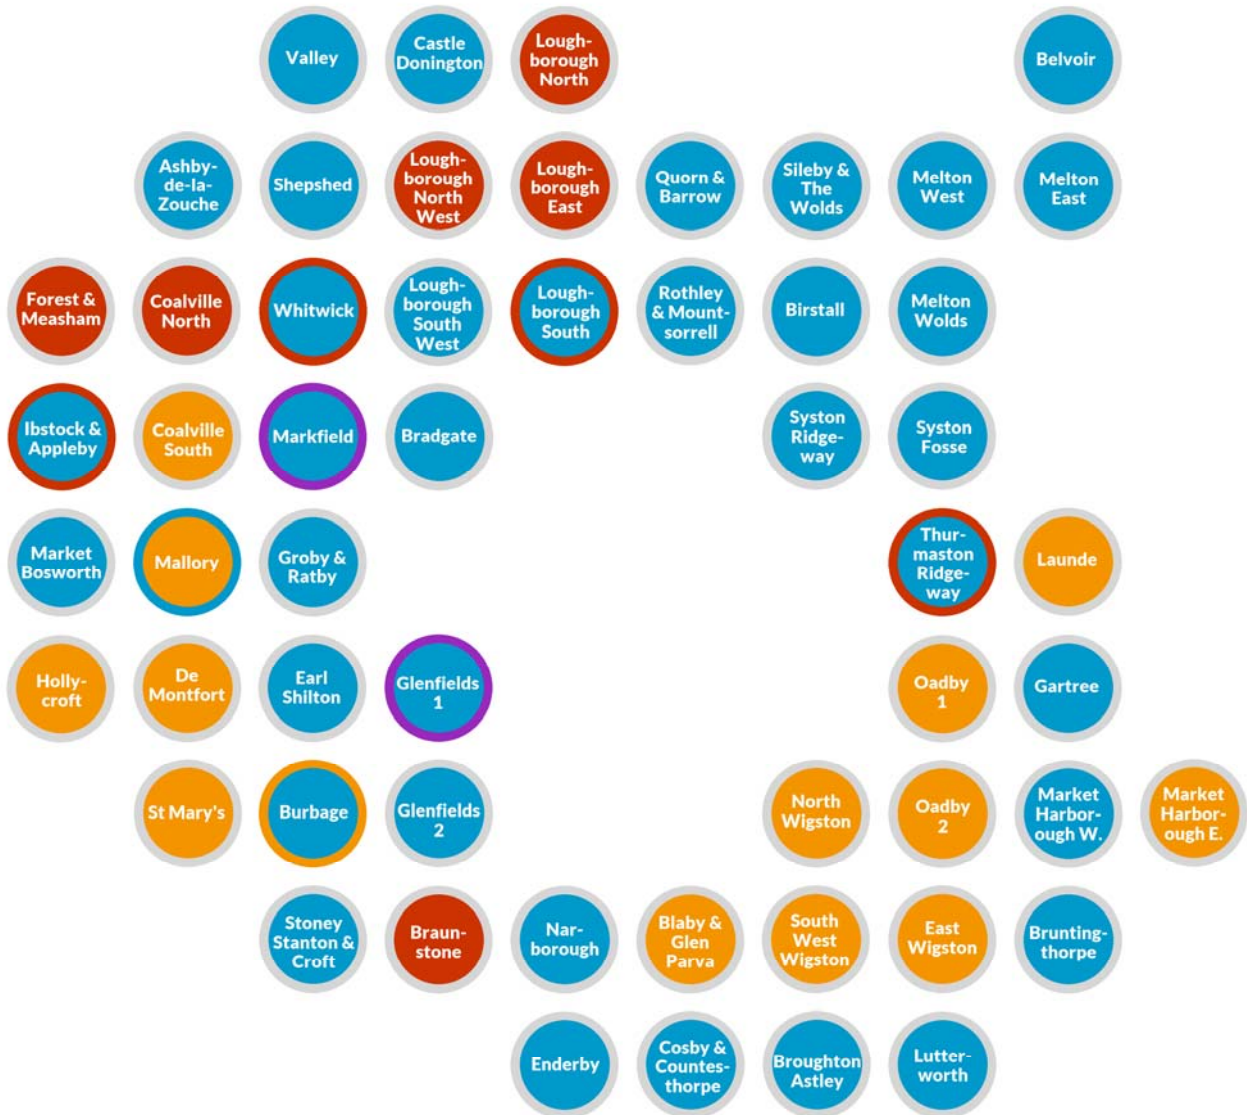 Valley
Castle
Donington
Lough-
borough
North
Belvoir
Ashby-
de-la-
Zouche
Shepshed
Lough-
borough
North
West
Lough-
borough
East
Quorn &
Barrow
Sileby &
The
Wolds
Melton
West
Melton
East
Forest &
Measham
Coalville
North
Whitwick
Lough-
borough
South
West
Lough-
borough
South
Rothley
& Mount-
sorrell
Birstall
Melton
Wolds
Ibstock &
Appleby
Coalville
South
Markfield
Bradgate
Syston
Ridge-
way
Syston
Fosse
Market
Bosworth
Mallory
Groby &
Ratby
Thur-
maston
Ridge-
way
Launde
Holly-
croft
De
Montfort
Earl
Shilton
Glenfields
1
Oadby
1
Gartree
St Mary's
Burbage
Glenfields
2
North
Wigston
Oadby
2
Market
Harbor-
ough W.
Market
Harbor-
ough E.
Stoney
Stanton &
Croft
Braun-
stone
Nar-
borough
Blaby &
Glen
Parva
South
West
Wigston
East
Wigston
Brunting-
thorpe
Enderby
Cosby &
Countes-
thorpe
Broughton
Astley
Lutter-
worth